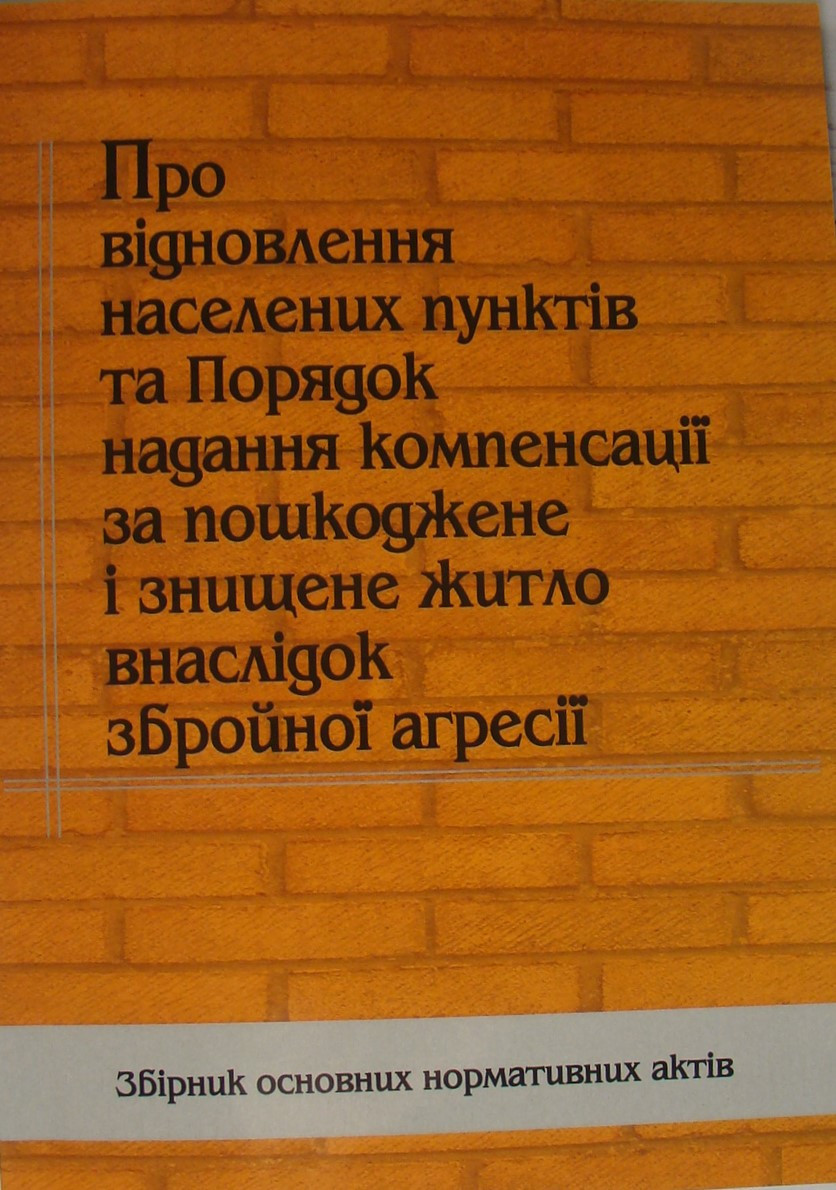 Про
відновлення
населених пунктів
та Порядок
надання компенсації
за пошкоджене
і знищене житло
внаслідок
збройної агресії
Збірник основних нормативних актів